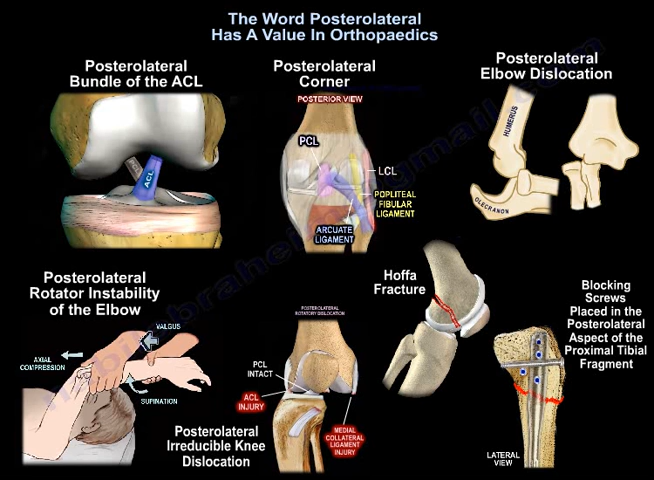 The Word Posterolateral
Has A Value In Orthopaedics
Posterolateral
Bundle of the ACL
PCL
ACL
Posterolateral
Corner
POSTERIOR VIEW
PCL
LCL
POPLITEAL
FIBULAR
LIGAMENT
ARCUATE
LIGAMENT
Posterolateral
Elbow Dislocation
HUMERUS
OLECRANON
Posterolateral
Rotator Instability
of the Elbow
VALGUS
AXIAL
COMPRESSION
SUPINATION
POSTEROLATERAL
ROTATORY DISLOCATION
PCL
INTACT
ACL
INJURY
MEDIAL
COLLATERAL
LIGAMENT
INJURY
Posterolateral
Irreducible Knee
Dislocation
Hoffa
Fracture
Blocking
Screws
Placed in the
Posterolateral
Aspect of the
Proximal Tibial
Fragment
LATERAL
VIEW